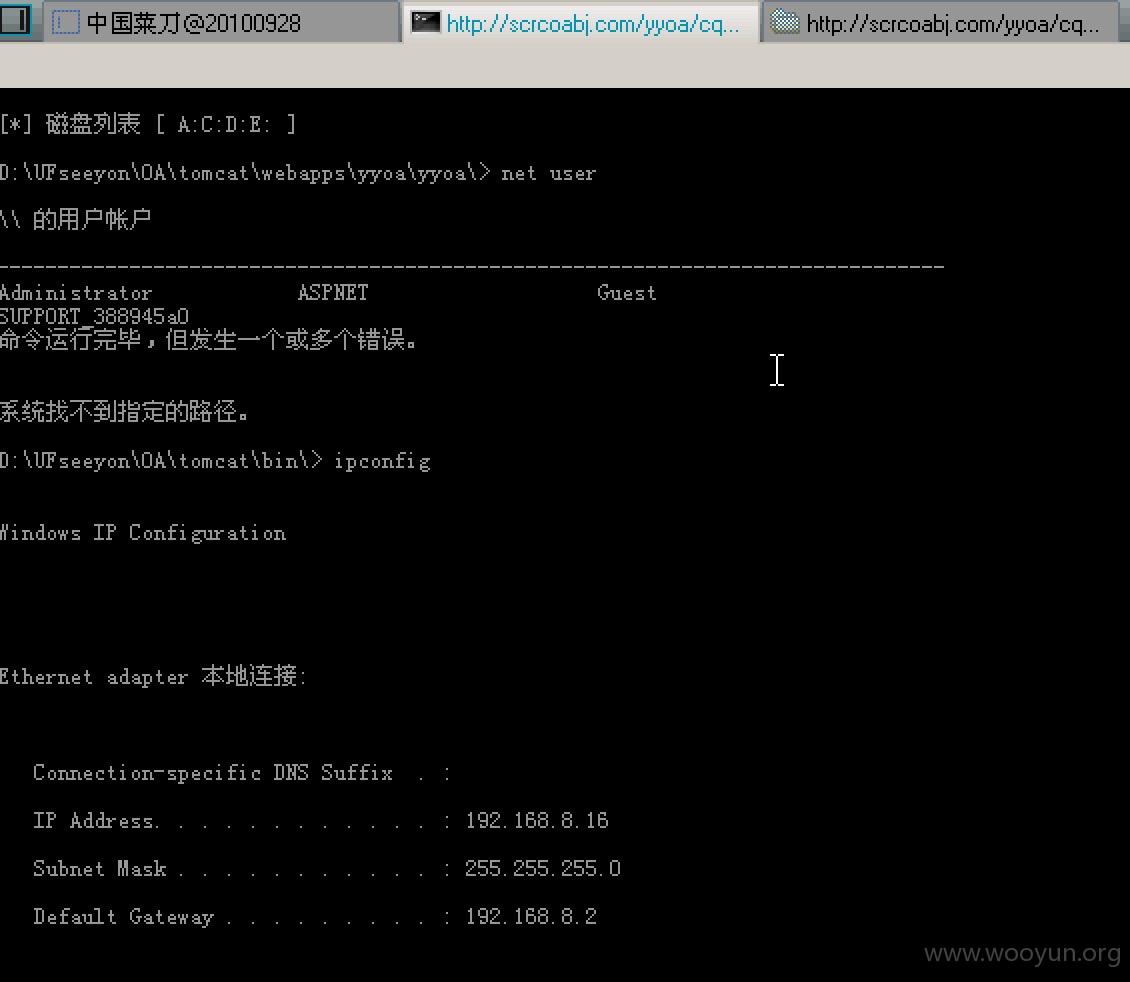 中国菜刀@20100928
http://scrcoabj.com/yyoa/cq...
http://scrcoabj.com/yyoa/cq...
[*] 磁盘列表 [ A:C:D:E: ]
D:\UFseeyon\OA\tomcat\webapps\yyoa\yyoa\> net user
\\ 的用户帐户
-------------------------------------------------------------------------------
Administrator ASPNET Guest
SUPPORT_388945a0
命令运行完毕，但发生一个或多个错误。
系统找不到指定的路径。
D:\UFseeyon\OA\tomcat\bin\> ipconfig
Windows IP Configuration
Ethernet adapter 本地连接:
Connection-specific DNS Suffix . :
IP Address. . . . . . . . . . . . : 192.168.8.16
Subnet Mask . . . . . . . . . . . : 255.255.255.0
Default Gateway . . . . . . . . . : 192.168.8.2
www.wooyun.org